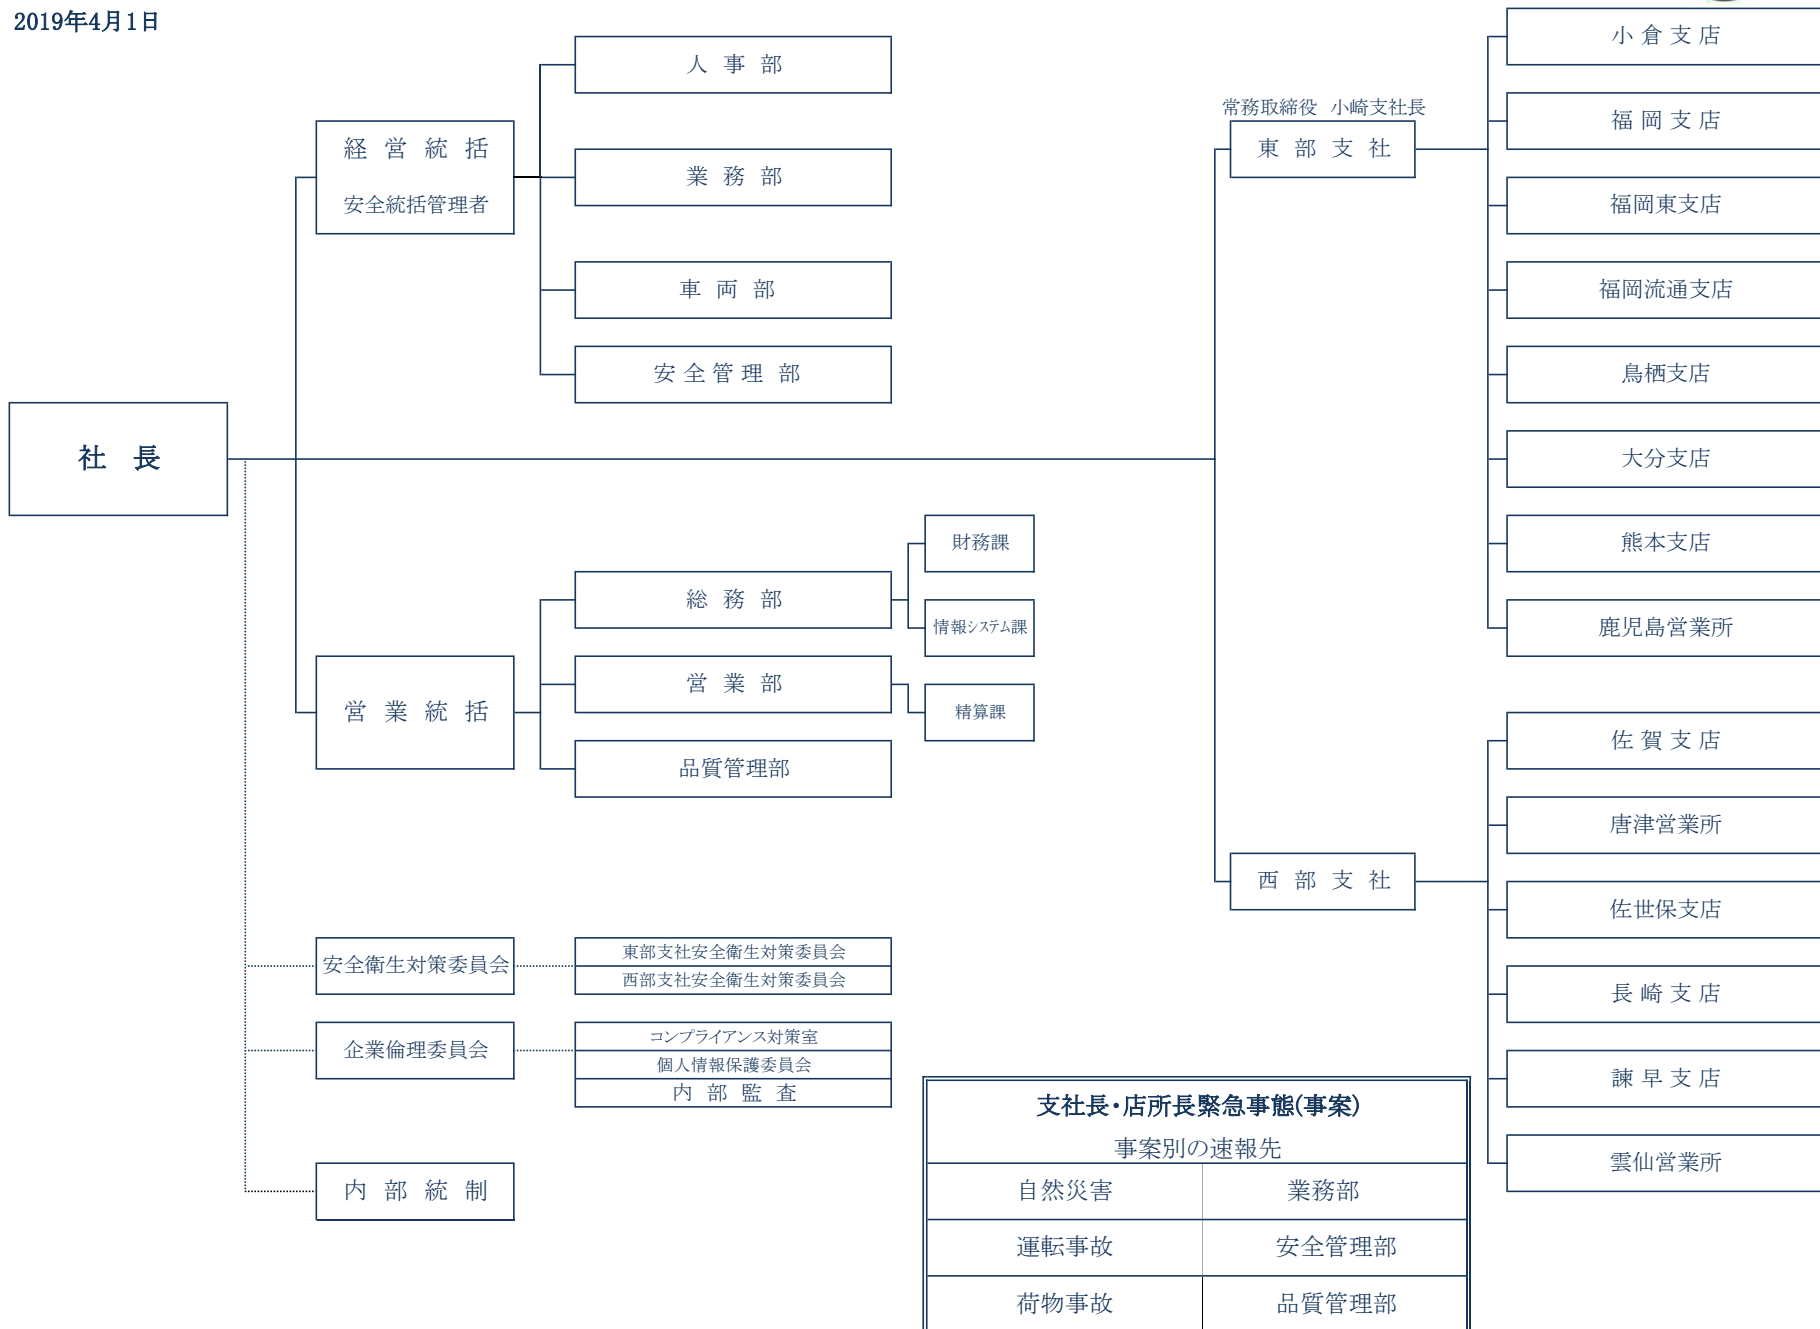 2019年4月1日
社 長
経 営 統 括
安全統括管理者
人 事 部
業 務 部
車 両 部
安 全 管 理 部
営 業 統 括
総 務 部
財務課
情報システム課
営 業 部
精算課
品質管理部
安全衛生対策委員会
東部支社安全衛生対策委員会
西部支社安全衛生対策委員会
企業倫理委員会
コンプライアンス対策室
個人情報保護委員会
内 部 監 査
内 部 統 制
常務取締役 小崎支社長
東 部 支 社
小 倉 支 店
福 岡 支 店
福岡東支店
福岡流通支店
鳥栖支店
大分支店
熊本支店
鹿児島営業所
西 部 支 社
佐 賀 支 店
唐津営業所
佐世保支店
長 崎 支 店
諫 早 支 店
雲仙営業所
支社長・店所長緊急事態(事案)
事案別の速報先
自然災害 業務部
運転事故 安全管理部
荷物事故 品質管理部